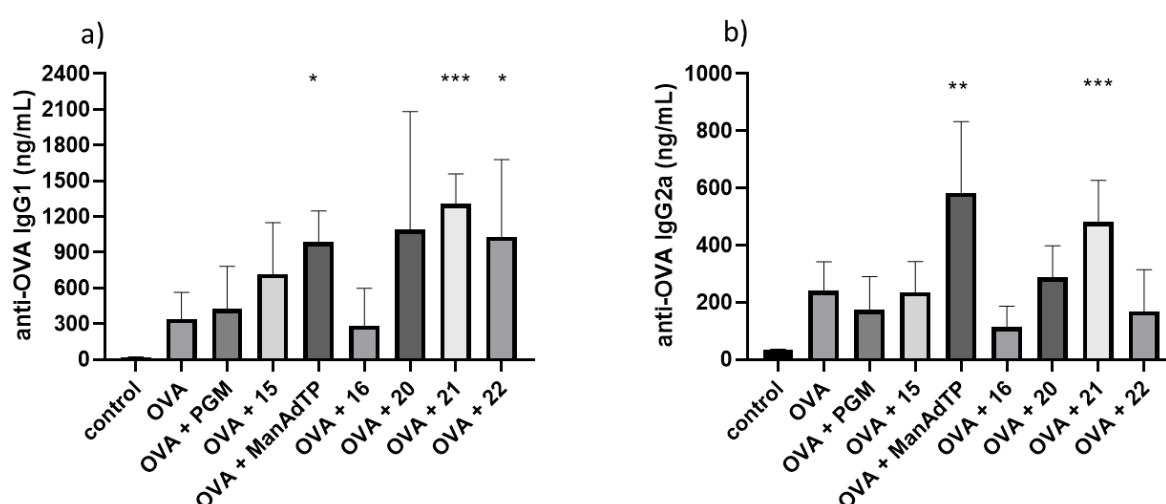 a)
anti-OVA IgG1 (ng/mL)
2400
2100
1800
1500
1200
900
600
300
0
*
***
*
control
OVA
OVA + PGM
OVA + 15
OVA + ManAdTP
OVA + 16
OVA + 20
OVA + 21
OVA + 22
b)
anti-OVA IgG2a (ng/mL)
1000
800
600
400
200
0
**
***
control
OVA
OVA + PGM
OVA + 15
OVA + ManAdTP
OVA + 16
OVA + 20
OVA + 21
OVA + 22